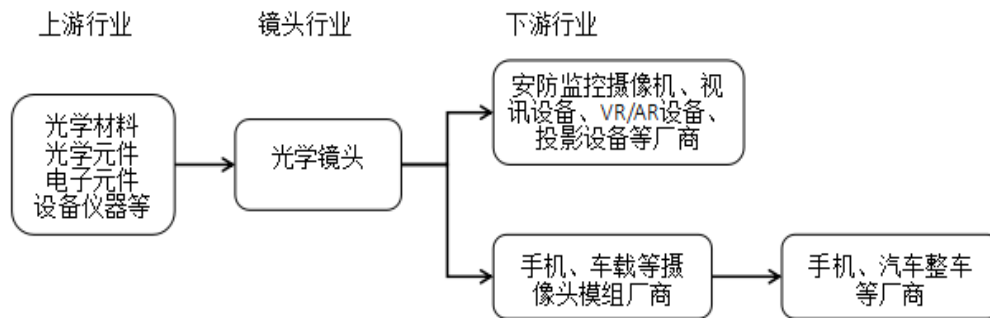 上游行业
镜头行业
下游行业
光学材料
光学元件
电子元件
设备仪器等
光学镜头
安防监控摄像机、视
讯设备、VR/AR设备、
投影设备等厂商
手机、车载等摄
像头模组厂商
手机、汽车整车
等厂商